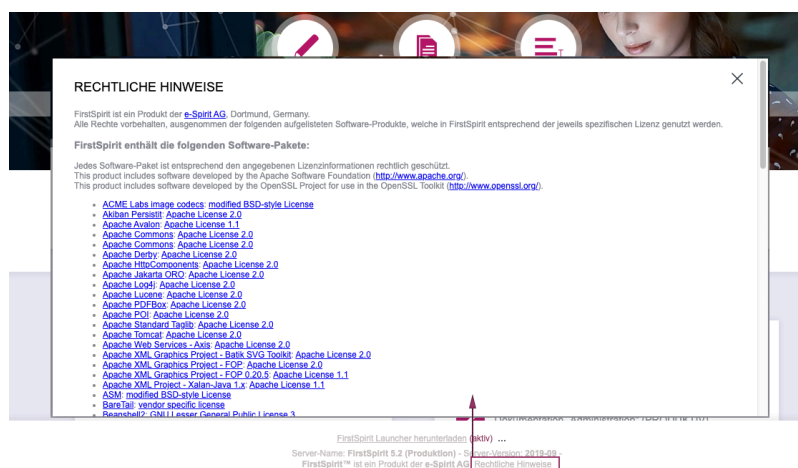 RECHTLICHE HINWEISE
FirstSpirit ist ein Produkt der e-Spirit AG, Dortmund, Germany.
Alle Rechte vorbehalten, ausgenommen der folgenden aufgelisteten Software-Produkte, welche in FirstSpirit entsprechend der jeweils spezifischen Lizenz genutzt werden.
FirstSpirit enthält die folgenden Software-Pakete:
Jedes Software-Paket ist entsprechend den angegebenen Lizenzinformationen rechtlich geschützt.
This product includes software developed by the Apache Software Foundation (http://www.apache.org/).
This product includes software developed by the OpenSSL Project for use in the OpenSSL Toolkit (http://www.openssl.org/).
ACME Labs image codecs: modified BSD-style License
Akiban Persistit: Apache License 2.0
Apache Avalon: Apache License 1.1
Apache Commons: Apache License 2.0
Apache Commons: Apache License 2.0
Apache Derby: Apache License 2.0
Apache HttpComponents: Apache License 2.0
Apache Jakarta ORO: Apache License 2.0
Apache Log4j: Apache License 2.0
Apache Lucene: Apache License 2.0
Apache PDFBox: Apache License 2.0
Apache POI: Apache License 2.0
Apache Standard Taglib: Apache License 2.0
Apache Tomcat: Apache License 2.0
Apache Web Services - Axis: Apache License 2.0
Apache XML Graphics Project - Batik SVG Toolkit: Apache License 2.0
Apache XML Graphics Project - FOP: Apache License 2.0
Apache XML Graphics Project - FOP 0.20.5: Apache License 1.1
Apache XML Project - Xalan-Java 1.x: Apache License 1.1
ASM: modified BSD-style License
BareTail: vendor specific license
Beanshell2: GNU Lesser General Public License 3
Dokumentation, Administration: (PRODUKTIV)
FirstSpirit Launcher herunterladen (aktiv) ...
Server-Name: FirstSpirit 5.2 (Produktion) - Server-Version: 2019-09 -
FirstSpirit™ ist ein Produkt der e-Spirit AG Rechtliche Hinweise